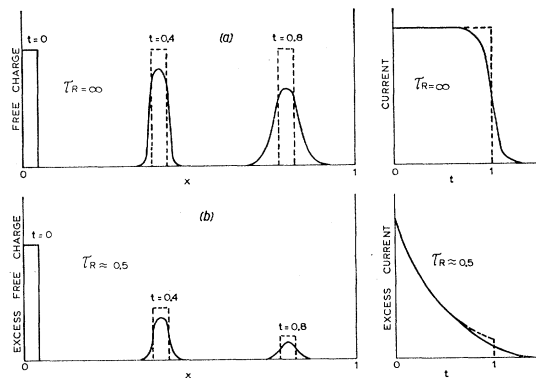 t=0
t=0,4
(a)
t=0,8
FREE CHARGE
τR=∞
0
x
1
CURRENT
τR=∞
0
t
1
(b)
t=0
τR≈0.5
t=0,4
t=0,8
EXCESS FREE CHARGE
0
x
1
EXCESS CURRENT
τR≈0.5
0
t
1